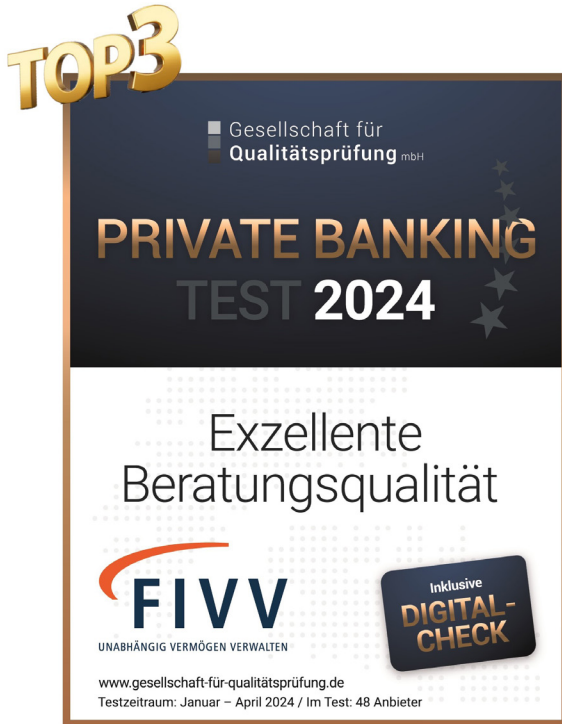 TOP3
Gesellschaft für
Qualitätsprüfung mbH
PRIVATE BANKING
TEST 2024
Exzellente
Beratungsqualität
FIVV
UNABHÄNGIG VERMÖGEN VERWALTEN
Inklusive
DIGITAL-
CHECK
www.gesellschaft-für-qualitätsprüfung.de
Testzeitraum: Januar – April 2024 / Im Test: 48 Anbieter